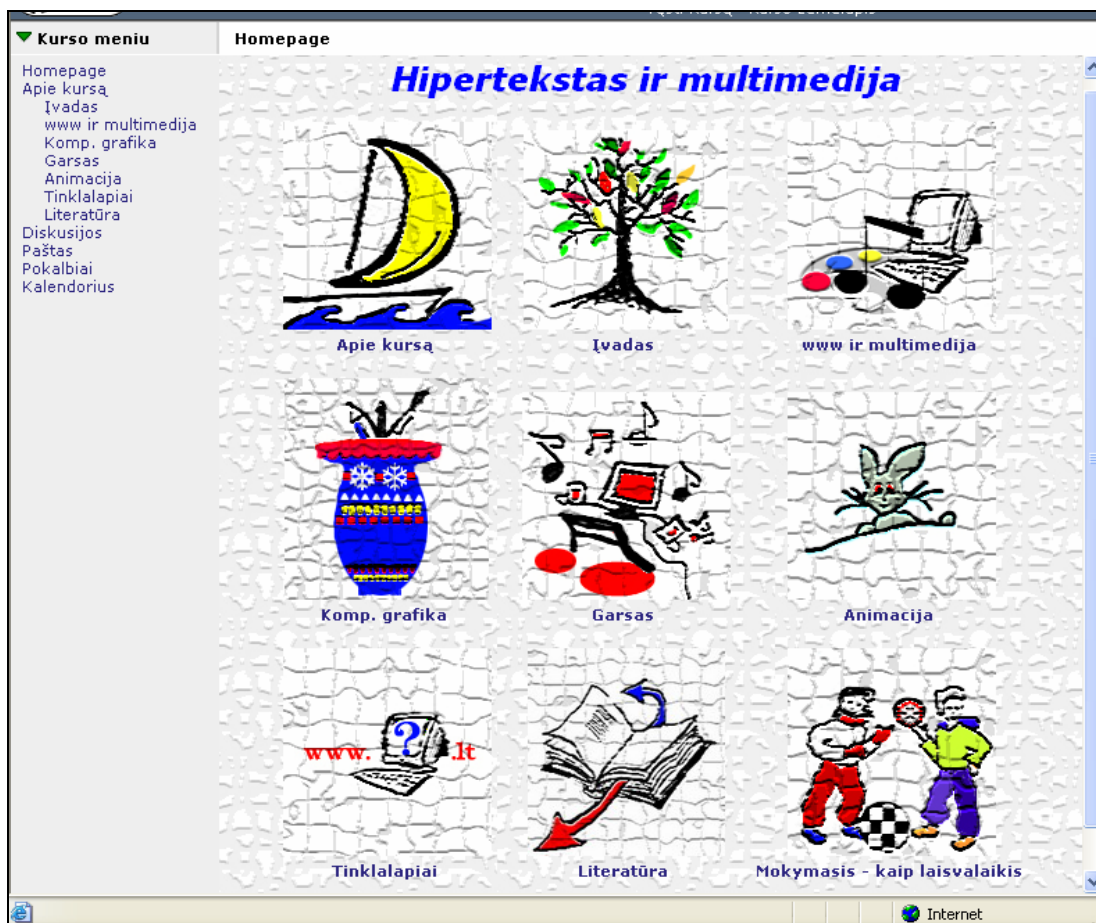 Kurso meniu
Homepage
Homepage
Apie kursą
Įvadas
www ir multimedija
Komp. grafika
Garsas
Animacija
Tinklalapiai
Literatūra
Diskusijos
Paštas
Pokalbiai
Kalendorius
Hipertekstas ir multimedija
Apie kursą
Įvadas
www ir multimedija
Komp. grafika
Garsas
Animacija
www. ? .lt
Tinklalapiai
Literatūra
Mokymasis - kaip laisvalaikis
Internet